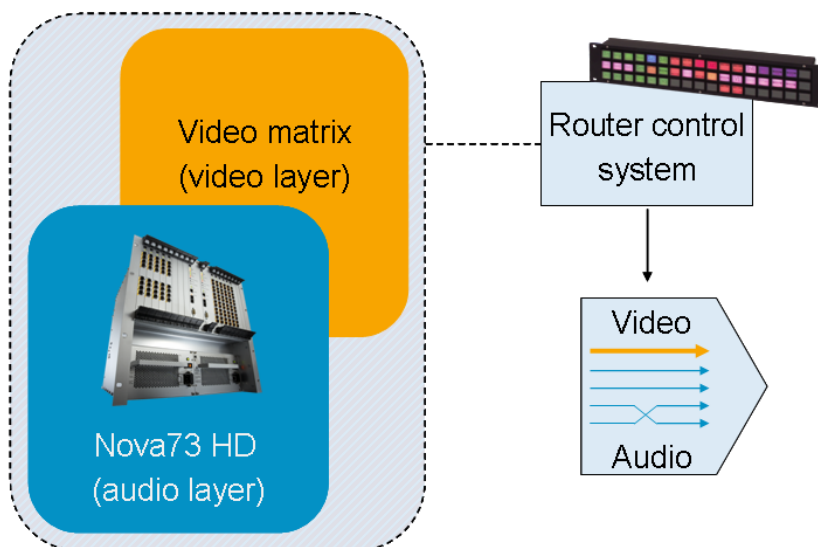 Video matrix
(video layer)
Nova73 HD
(audio layer)
Router control
system
Video
Audio